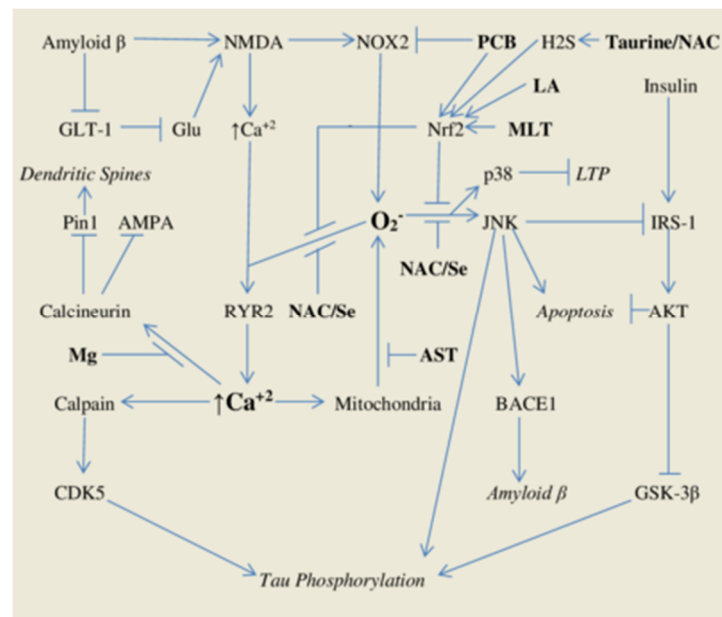 Amyloid β NMDA NOX2 PCB H2S Taurine/NAC
LA Insulin
GLT-1 Glu ↑Ca+2 Nrf2 MLT
Dendritic Spines p38 LTP
Pin1 AMPA O2- JNK IRS-1
NAC/Se
Calcineurin RYR2 NAC/Se Apoptosis AKT
Mg AST
Calpain ↑Ca+2 Mitochondria BACE1
CDK5 Amyloid β GSK-3β
Tau Phosphorylation